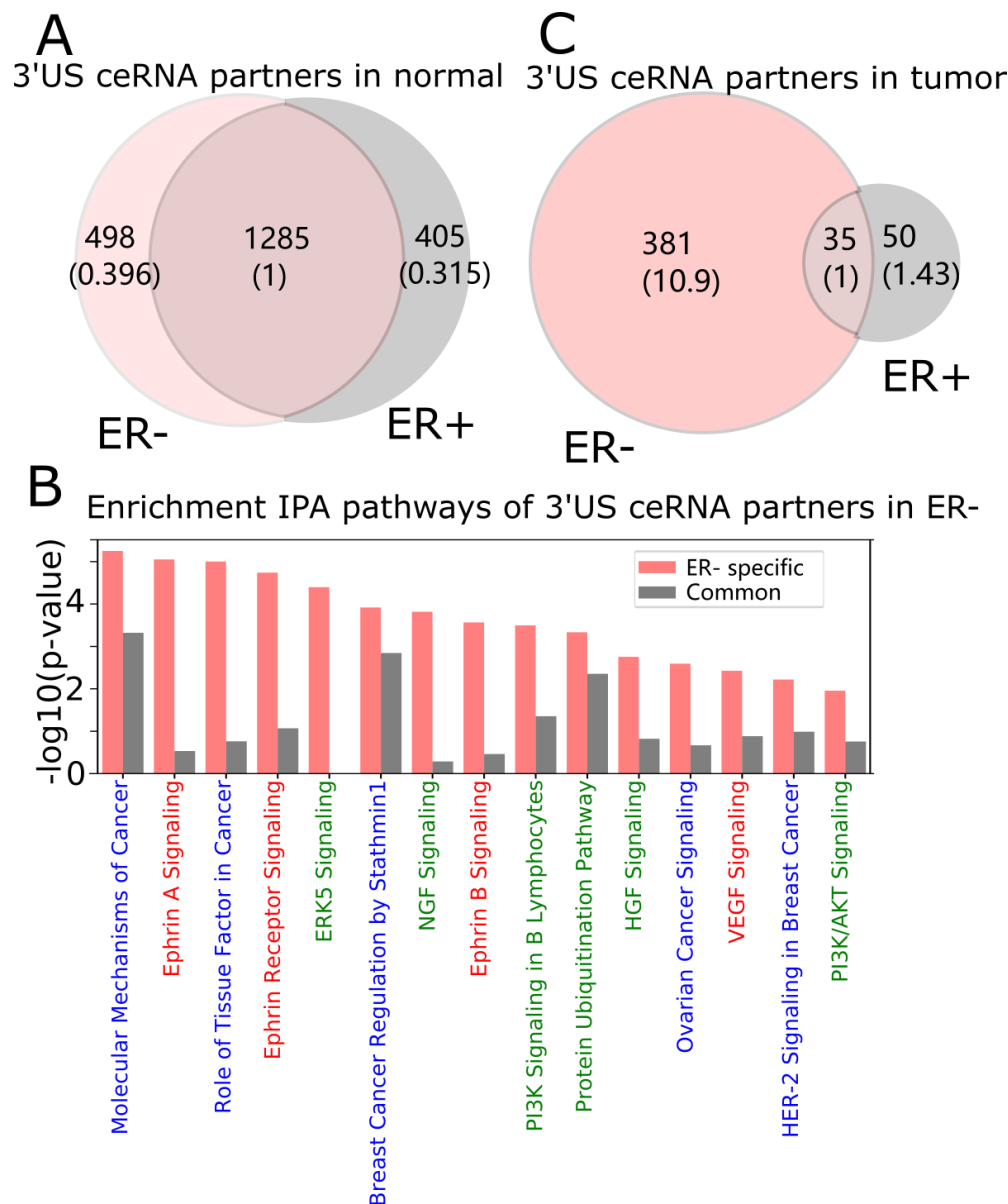 A
3'US ceRNA partners in normal
498
(0.396)
1285
(1)
405
(0.315)
ER-
ER+
C
3'US ceRNA partners in tumor
381
(10.9)
35
(1)
50
(1.43)
ER-
ER+
B
Enrichment IPA pathways of 3'US ceRNA partners in ER-
-log10(p-value)
4
2
0
ER- specific
Common
Molecular Mechanisms of Cancer
Ephrin A Signaling
Role of Tissue Factor in Cancer
Ephrin Receptor Signaling
ERK5 Signaling
Breast Cancer Regulation by Stathmin1
NGF Signaling
Ephrin B Signaling
PI3K Signaling in B Lymphocytes
Protein Ubiquitination Pathway
HGF Signaling
Ovarian Cancer Signaling
VEGF Signaling
HER-2 Signaling in Breast Cancer
PI3K/AKT Signaling